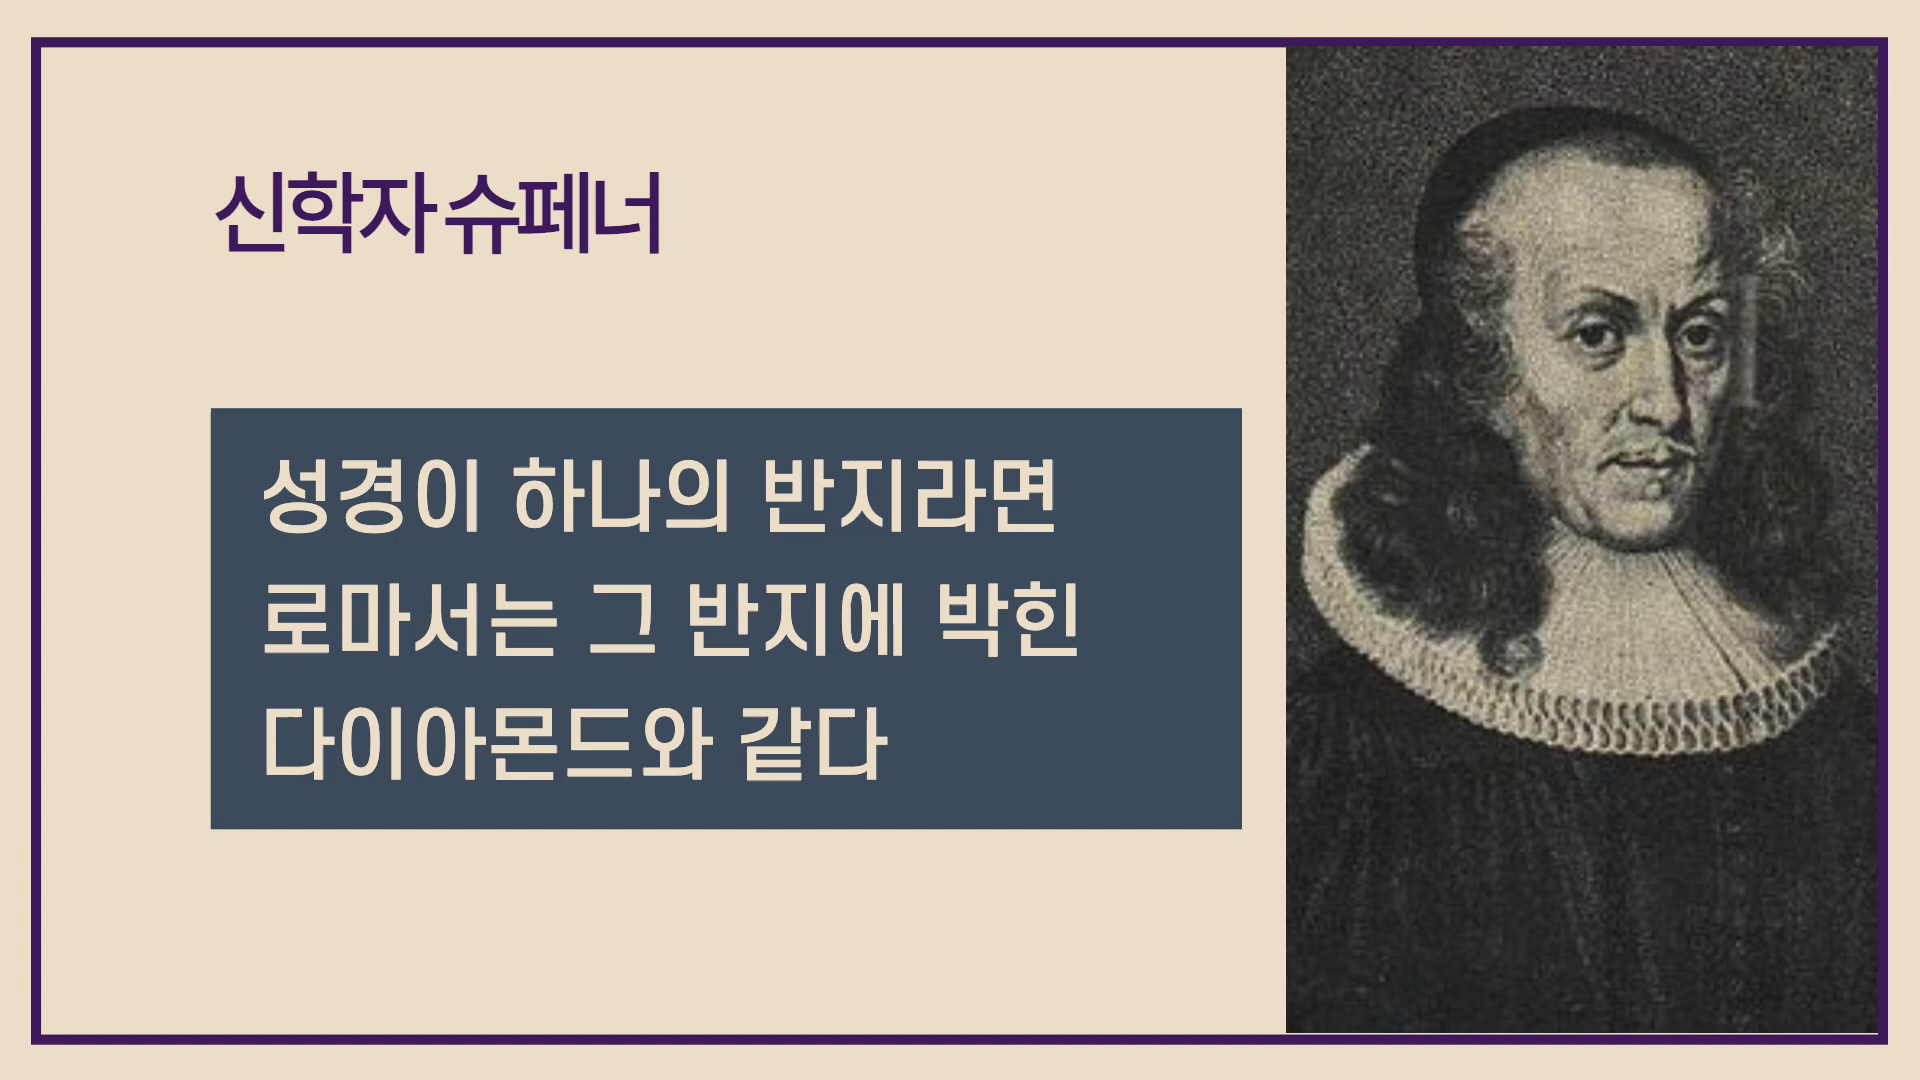 신학자 슈페너
성경이 하나의 반지라면
로마서는 그 반지에 박힌
다이아몬드와 같다